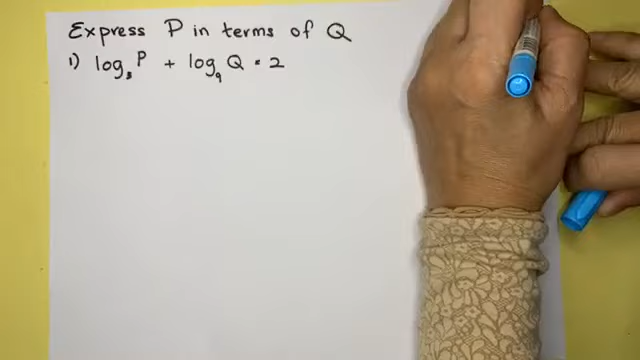 Express P in terms of Q
1) log₃ P + log₉ Q = 2